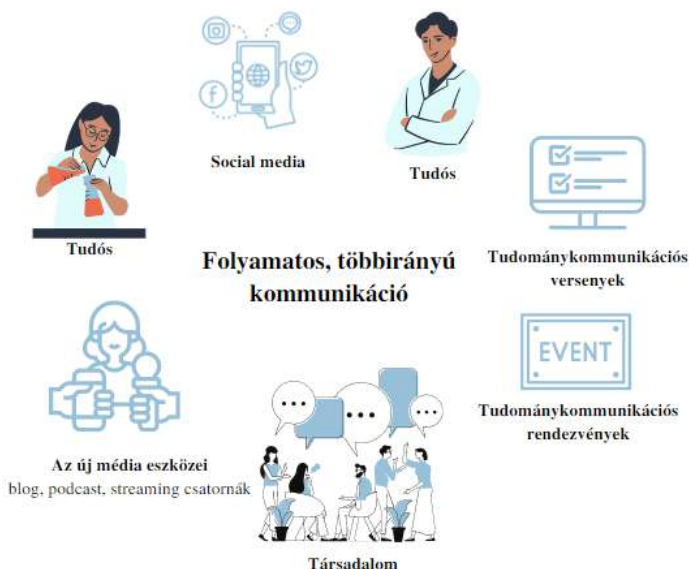 Social media
Tudós
Tudós
Folyamatos, többirányú
kommunikáció
Tudománykommunikációs
versenyek
EVENT
Tudománykommunikációs
rendezvények
Az új média eszközei
blog, podcast, streaming csatornák
Társadalom